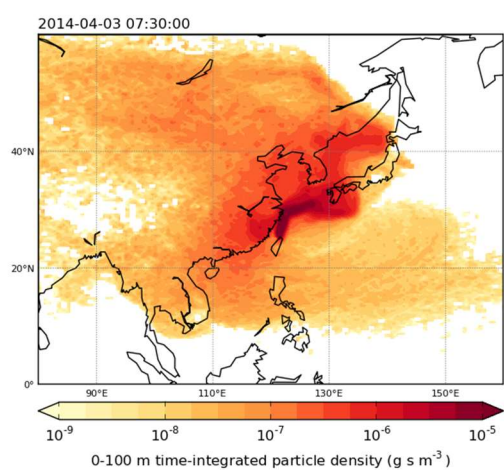 2014-04-03 07:30:00
40°N
20°N
0°
90°E 110°E 130°E 150°E
10⁻⁹ 10⁻⁸ 10⁻⁷ 10⁻⁶ 10⁻⁵
0-100 m time-integrated particle density (g s m⁻³)